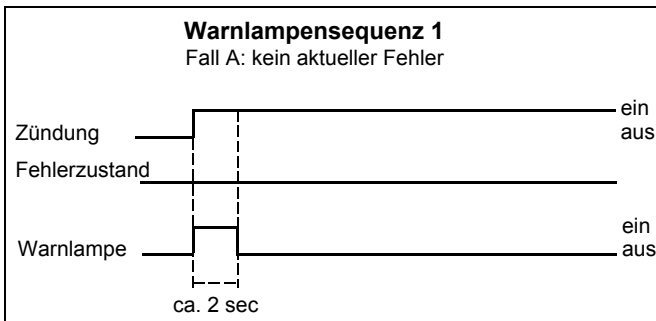 Warnlampensequenz 1
Fall A: kein aktueller Fehler
ein
Zündung
aus
Fehlerzustand
ein
Warnlampe
aus
ca. 2 sec